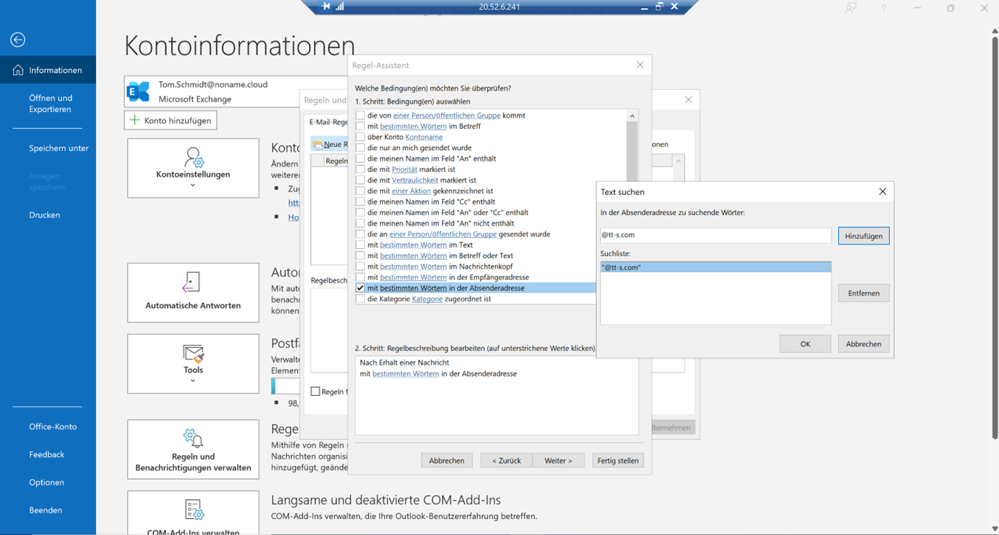 20.52.6.241
Kontoinformationen
Informationen
Öffnen und
Exportieren
Speichern unter
Anlagen
speichern
Drucken
Office-Konto
Feedback
Optionen
Beenden
Tom.Schmidt@noname.cloud
Microsoft Exchange
Konto hinzufügen
Kontoeinstellungen
Automatische Antworten
Mit auto
benachr
können
Tools
Postfa
Verwalte
Element
98,
Regeln und
Benachrichtigungen verwalten
Rege
Mithilfe von Regeln
Nachrichten organisi
hinzugefügt, geände
COM-Add-Ins verwalten
Langsame und deaktivierte COM-Add-Ins
COM-Add-Ins verwalten, die Ihre Outlook-Benutzererfahrung betreffen.
Konto
Ändern
weiteren
Zug
htt
Ho
Auto
Regeln und
E-Mail-Rege
Neue R
onen
Regeln
Regelbesch
Regeln f
Übernehmen
Regel-Assistent
Welche Bedingung(en) möchten Sie überprüfen?
1. Schritt: Bedingung(en) auswählen
die von einer Person/öffentlichen Gruppe kommt
mit bestimmten Wörtern im Betreff
über Konto Kontoname
die nur an mich gesendet wurde
die meinen Namen im Feld "An" enthält
die mit Priorität markiert ist
die mit Vertraulichkeit markiert ist
die mit einer Aktion gekennzeichnet ist
die meinen Namen im Feld "Cc" enthält
die meinen Namen im Feld "An" oder "Cc" enthält
die meinen Namen im Feld "An" nicht enthält
die an einer Person/öffentlichen Gruppe gesendet wurde
mit bestimmten Wörtern im Text
mit bestimmten Wörtern im Betreff oder Text
mit bestimmten Wörtern im Nachrichtenkopf
mit bestimmten Wörtern in der Empfängeradresse
mit bestimmten Wörtern in der Absenderadresse
die Kategorie Kategorie zugeordnet ist
2. Schritt: Regelbeschreibung bearbeiten (auf unterstrichene Werte klicken)
Nach Erhalt einer Nachricht
mit bestimmten Wörtern in der Absenderadresse
Abbrechen
< Zurück
Weiter >
Fertig stellen
Text suchen
In der Absenderadresse zu suchende Wörter:
@tt-s.com
Hinzufügen
Suchliste:
"@tt-s.com"
Entfernen
OK
Abbrechen